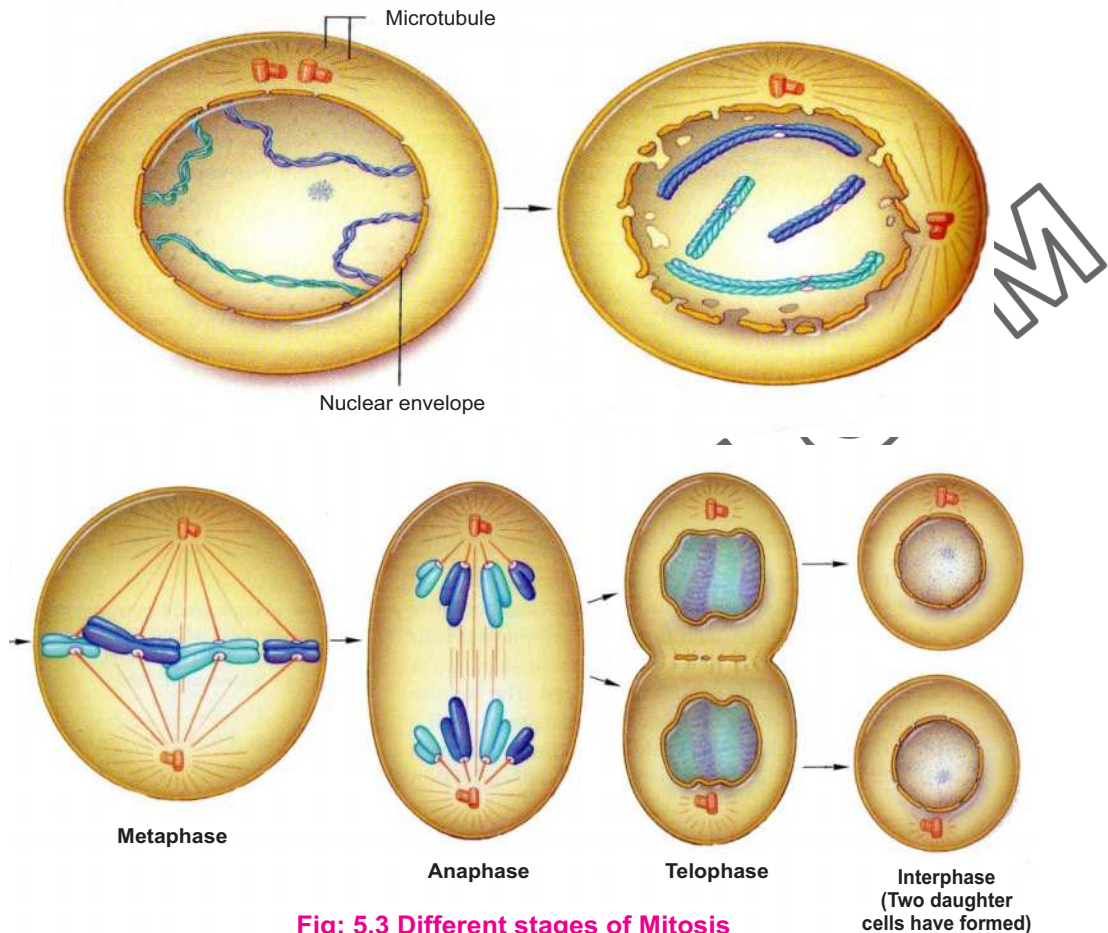 Microtubule
Nuclear envelope
M
Metaphase
Anaphase
Telophase
Interphase
(Two daughter
cells have formed)
Fig: 5.3 Different stages of Mitosis